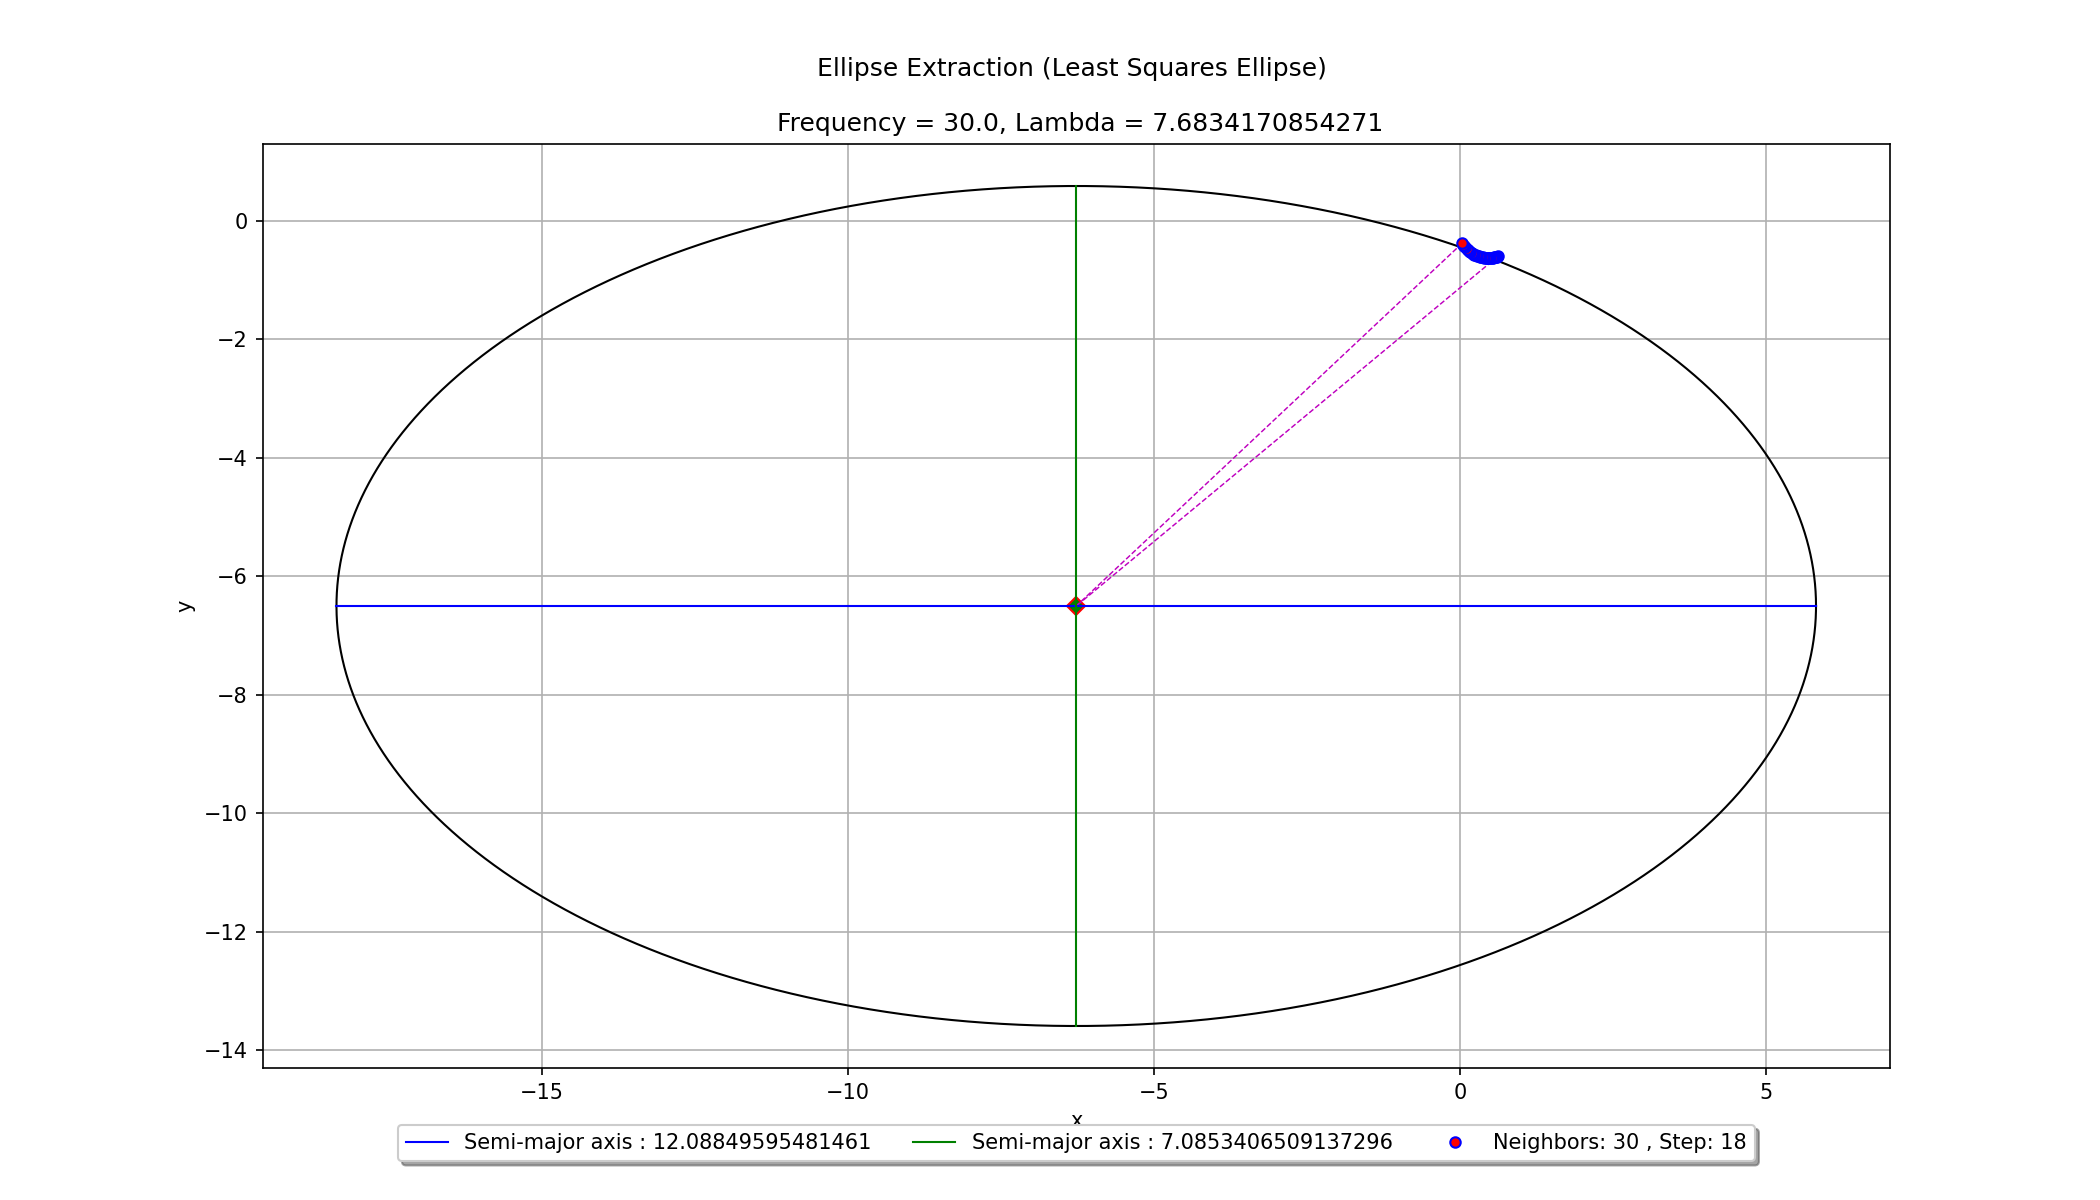 Ellipse Extraction (Least Squares Ellipse)
Frequency = 30.0, Lambda = 7.6834170854271
0
−2
−4
−6
−8
−10
−12
−14
y
−15
−10
−5
0
5
x
Semi-major axis : 12.08849595481461
Semi-major axis : 7.0853406509137296
Neighbors: 30 , Step: 18